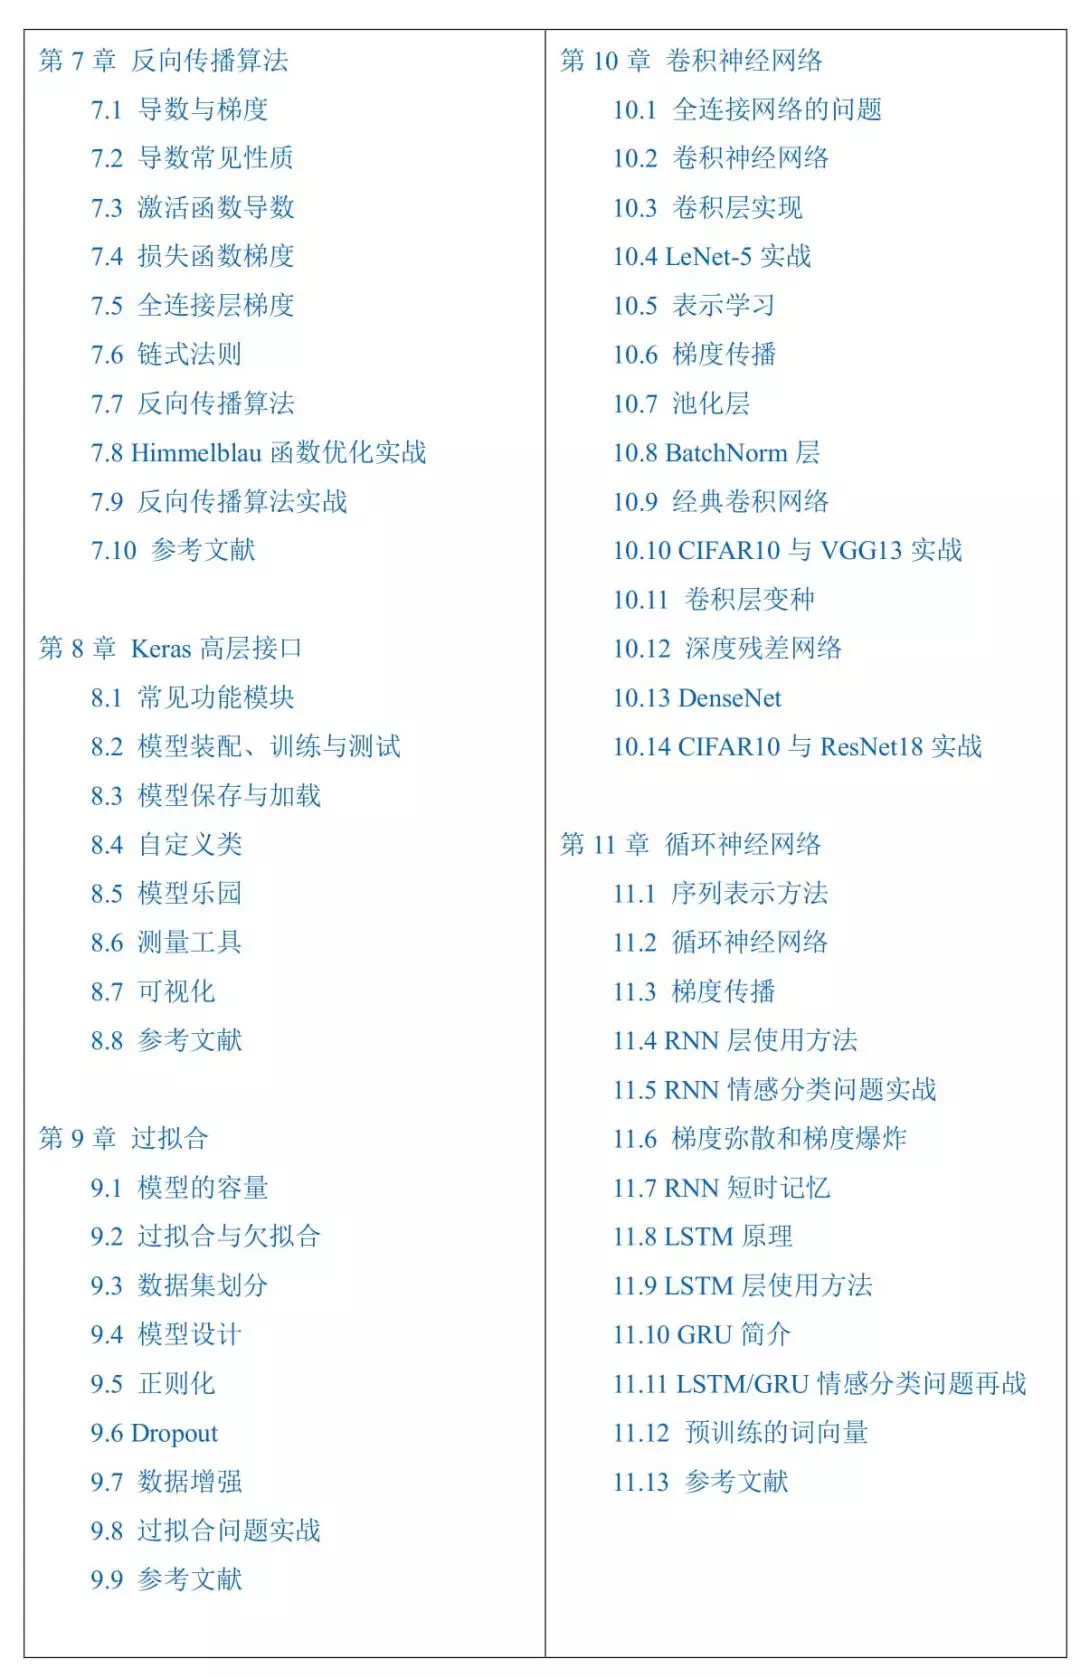 第 7 章 反向传播算法
7.1 导数与梯度
7.2 导数常见性质
7.3 激活函数导数
7.4 损失函数梯度
7.5 全连接层梯度
7.6 链式法则
7.7 反向传播算法
7.8 Himmelblau 函数优化实战
7.9 反向传播算法实战
7.10 参考文献
第 8 章 Keras 高层接口
8.1 常见功能模块
8.2 模型装配、训练与测试
8.3 模型保存与加载
8.4 自定义类
8.5 模型乐园
8.6 测量工具
8.7 可视化
8.8 参考文献
第 9 章 过拟合
9.1 模型的容量
9.2 过拟合与欠拟合
9.3 数据集划分
9.4 模型设计
9.5 正则化
9.6 Dropout
9.7 数据增强
9.8 过拟合问题实战
9.9 参考文献
第 10 章 卷积神经网络
10.1 全连接网络的问题
10.2 卷积神经网络
10.3 卷积层实现
10.4 LeNet-5 实战
10.5 表示学习
10.6 梯度传播
10.7 池化层
10.8 BatchNorm 层
10.9 经典卷积网络
10.10 CIFAR10 与 VGG13 实战
10.11 卷积层变种
10.12 深度残差网络
10.13 DenseNet
10.14 CIFAR10 与 ResNet18 实战
第 11 章 循环神经网络
11.1 序列表示方法
11.2 循环神经网络
11.3 梯度传播
11.4 RNN 层使用方法
11.5 RNN 情感分类问题实战
11.6 梯度弥散和梯度爆炸
11.7 RNN 短时记忆
11.8 LSTM 原理
11.9 LSTM 层使用方法
11.10 GRU 简介
11.11 LSTM/GRU 情感分类问题再战
11.12 预训练的词向量
11.13 参考文献